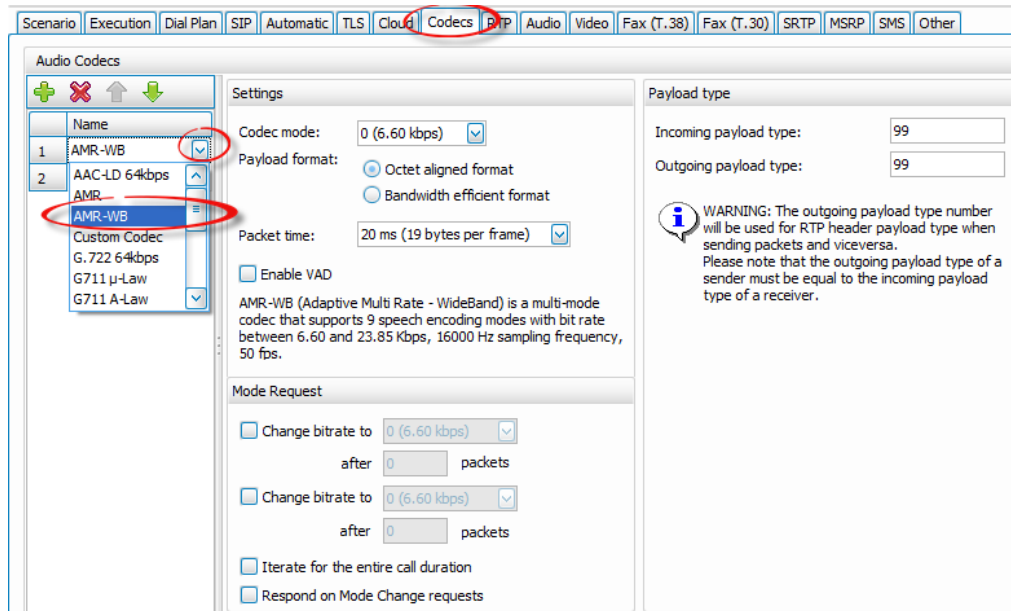 Scenario Execution Dial Plan SIP Automatic TLS Cloud Codecs RTP Audio Video Fax (T.38) Fax (T.30) SRTP MSRP SMS Other
Audio Codecs
Name
1 AMR-WB
2
AAC-LD 64kbps
AMR
AMR-WB
Custom Codec
G.722 64kbps
G711 µ-Law
G711 A-Law
Settings
Codec mode: 0 (6.60 kbps)
Payload format:
Octet aligned format
Bandwidth efficient format
Packet time: 20 ms (19 bytes per frame)
Enable VAD
AMR-WB (Adaptive Multi Rate - WideBand) is a multi-mode
codec that supports 9 speech encoding modes with bit rate
between 6.60 and 23.85 Kbps, 16000 Hz sampling frequency,
50 fps.
Mode Request
Change bitrate to 0 (6.60 kbps)
after 0 packets
Change bitrate to 0 (6.60 kbps)
after 0 packets
Iterate for the entire call duration
Respond on Mode Change requests
Payload type
Incoming payload type: 99
Outgoing payload type: 99
WARNING: The outgoing payload type number
will be used for RTP header payload type when
sending packets and viceversa.
Please note that the outgoing payload type of a
sender must be equal to the incoming payload
type of a receiver.